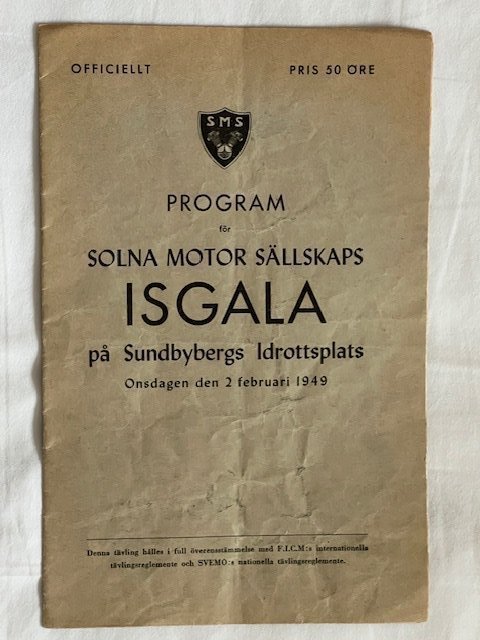 OFFICIELLT PRIS 50 ÖRE
SMS
PROGRAM
för
SOLNA MOTOR SÄLLSKAPS
ISGALA
på Sundbybergs Idrottsplats
Onsdagen den 2 februari 1949
Denna tävling hålles i full överensstämmelse med F.I.C.M:s internationella
tävlingsreglemente och SVEMO:s nationella tävlingsreglemente.